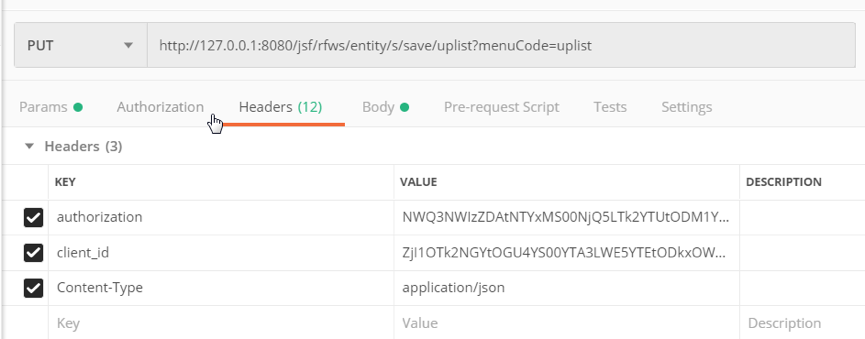 PUT http://127.0.0.1:8080/jsf/rfws/entity/s/save/uplist?menuCode=uplist
Params Authorization Headers (12) Body Pre-request Script Tests Settings
Headers (3)
KEY VALUE DESCRIPTION
authorization NWQ3NWIzZDAtNTYxMS00NjQ5LTk2YTUtODM1Y...
client_id ZjI1OTk2NGYtOGU4YS00YTA3LWE5YTEtODkxOW...
Content-Type application/json
Key Value Description